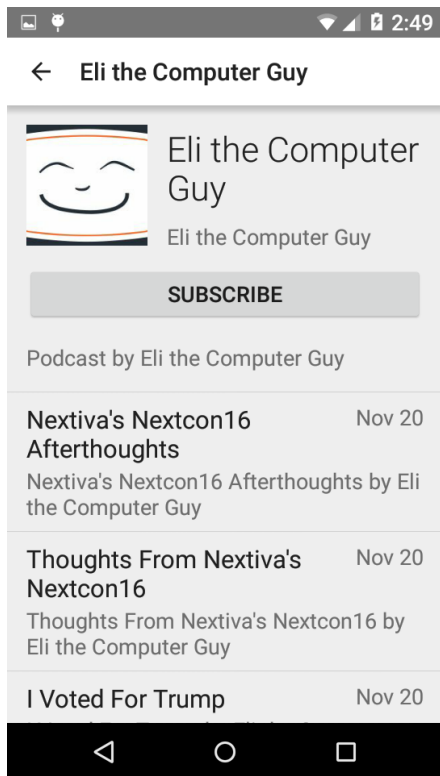 2:49
Eli the Computer Guy
Eli the Computer
Guy
Eli the Computer Guy
SUBSCRIBE
Podcast by Eli the Computer Guy
Nextiva's Nextcon16 Nov 20
Afterthoughts
Nextiva's Nextcon16 Afterthoughts by Eli
the Computer Guy
Thoughts From Nextiva's Nov 20
Nextcon16
Thoughts From Nextiva's Nextcon16 by
Eli the Computer Guy
I Voted For Trump Nov 20